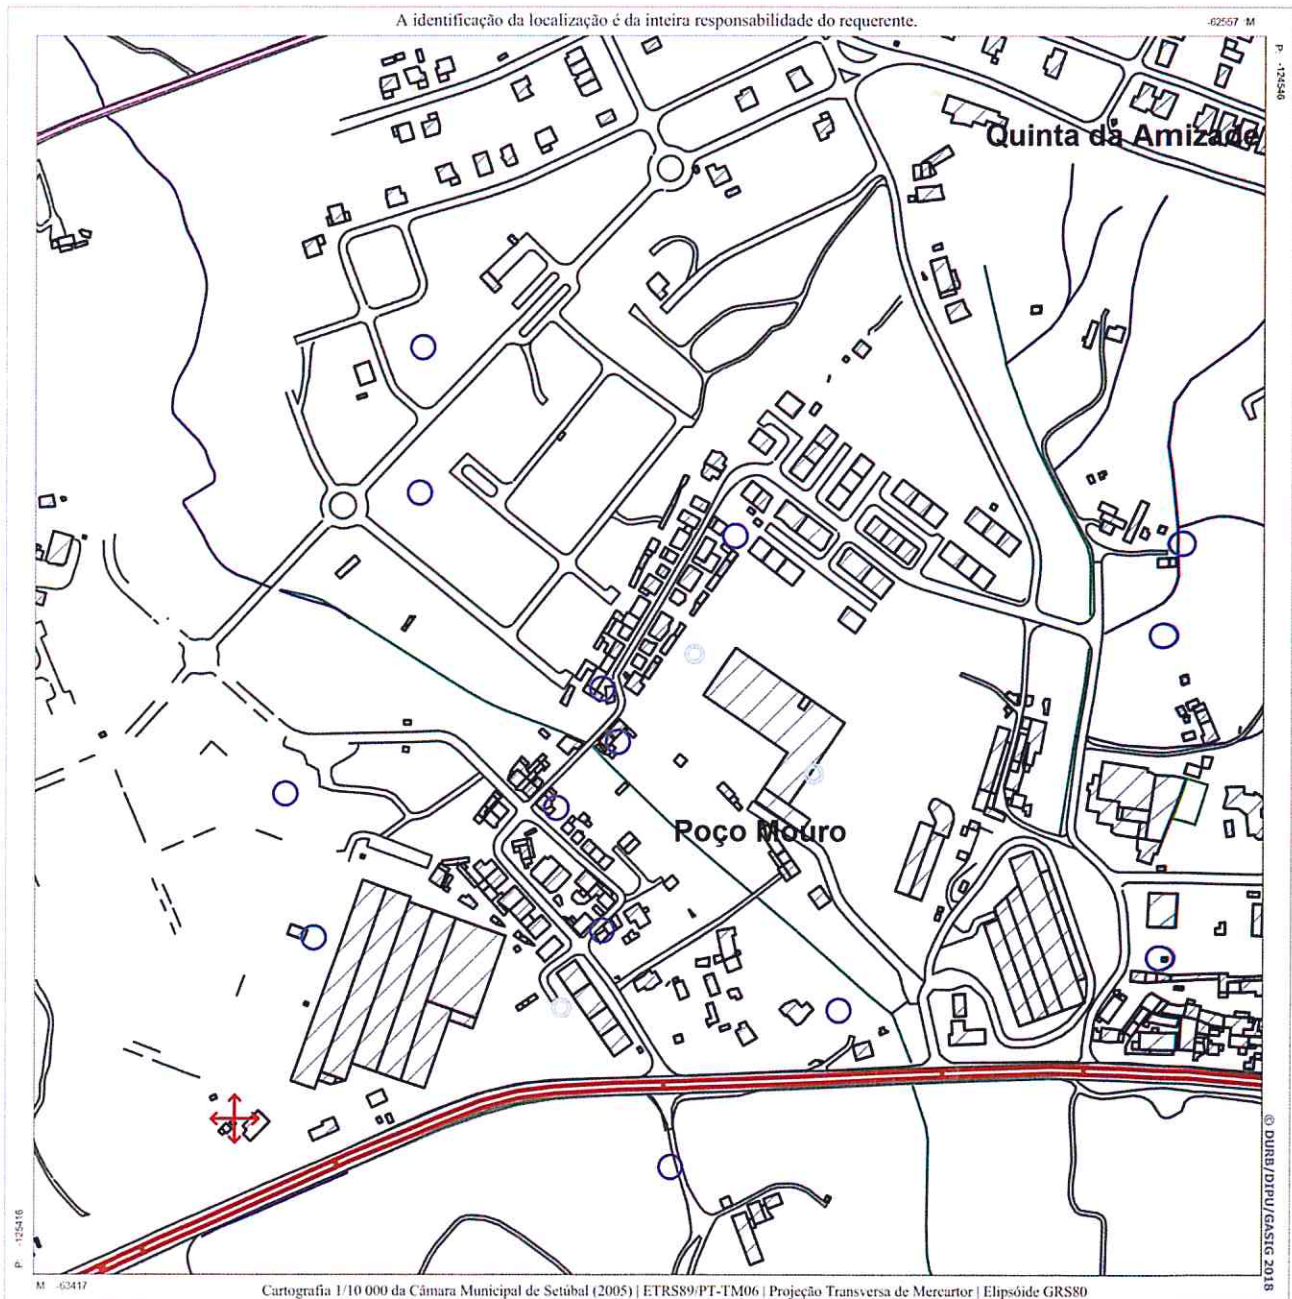 A identificação da localização é da inteira responsabilidade do requerente.
-62557 M
P: -124546
Quinta da Amizade
Poço Mouro
© DURB/DIPU/GASIG 2018
P: -125416
M -63417
Cartografia 1/10 000 da Câmara Municipal de Setúbal (2005) | ETRS89/PT-TM06 | Projeção Transversa de Mercartor | Elipsóide GRS80